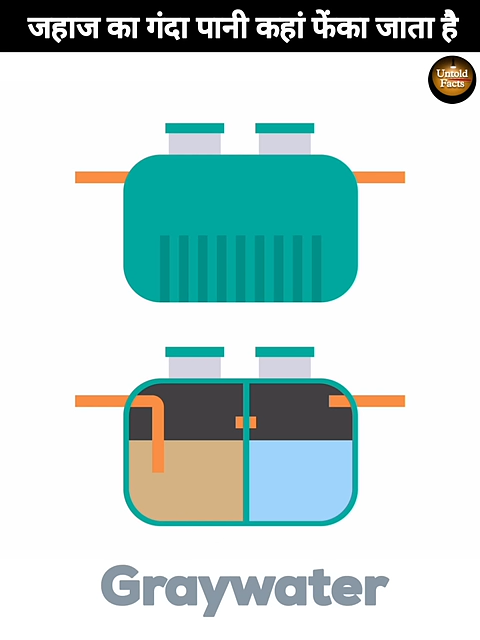 जहाज का गंदा पानी कहां फेंका जाता है
Untold
Facts
Graywater